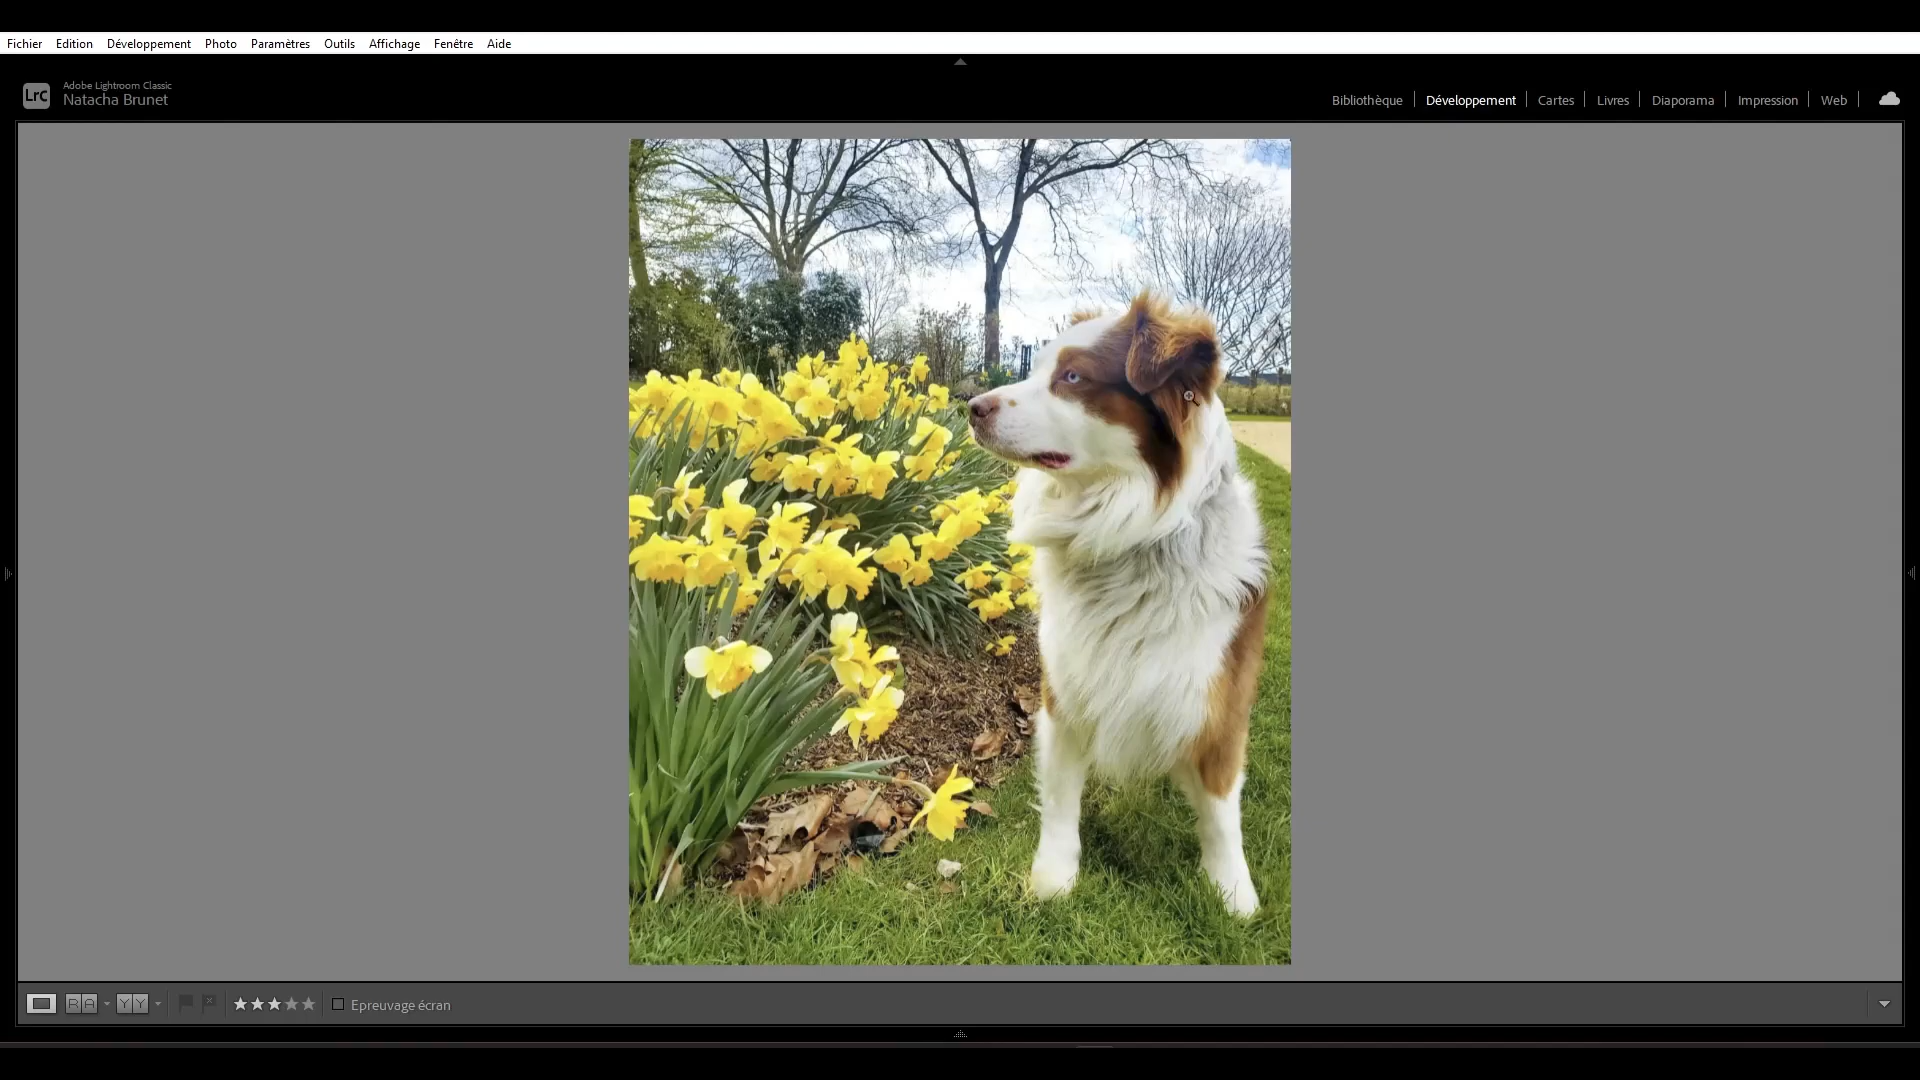 Fichier Edition Développement Photo Paramètres Outils Affichage Fenêtre Aide
LrC
Adobe Lightroom Classic
Natacha Brunet
Bibliothèque Développement Cartes Livres Diaporama Impression Web
R A Y Y Epreuvage écran